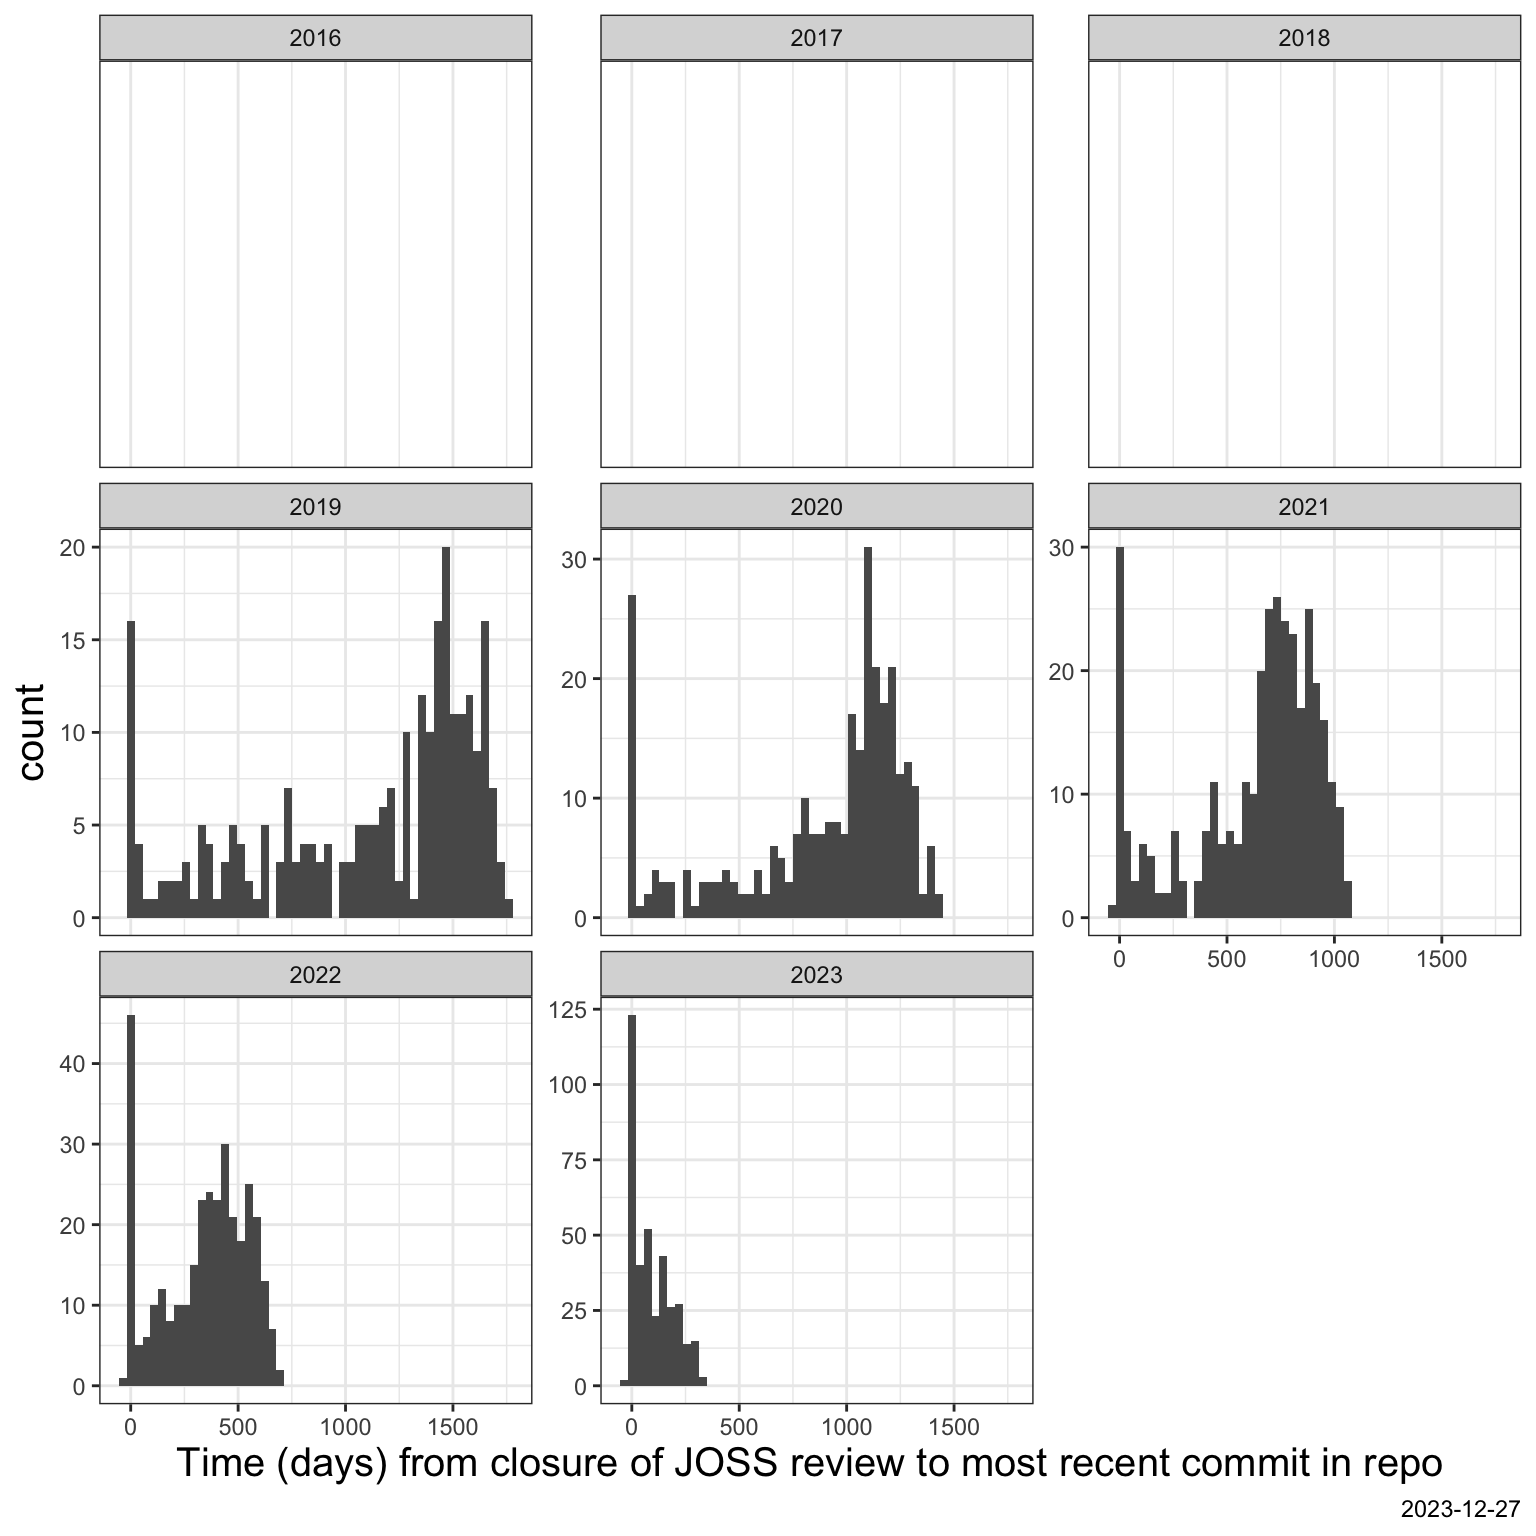 2016 2017 2018
2019 2020 2021
20 15 10 5 0
30 20 10 0
30 20 10 0
0 500 1000 1500
count
2022 2023
40 30 20 10 0
125 100 75 50 25 0
0 500 1000 1500
0 500 1000 1500
Time (days) from closure of JOSS review to most recent commit in repo
2023-12-27